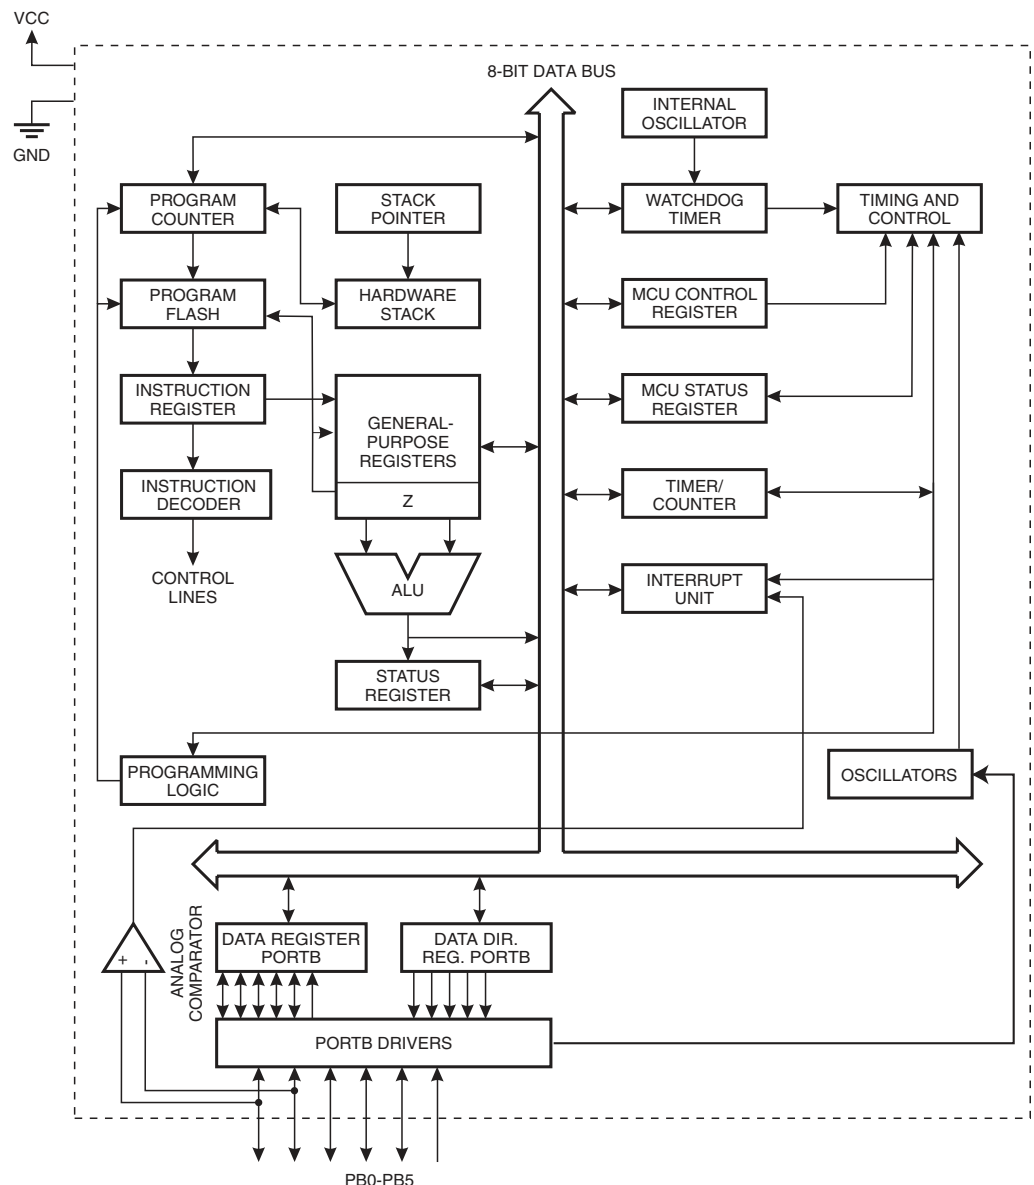 VCC
GND
8-BIT DATA BUS
INTERNAL
OSCILLATOR
PROGRAM
COUNTER
STACK
POINTER
WATCHDOG
TIMER
TIMING AND
CONTROL
PROGRAM
FLASH
HARDWARE
STACK
MCU CONTROL
REGISTER
INSTRUCTION
REGISTER
GENERAL-
PURPOSE
REGISTERS
Z
MCU STATUS
REGISTER
INSTRUCTION
DECODER
TIMER/
COUNTER
CONTROL
LINES
ALU
INTERRUPT
UNIT
STATUS
REGISTER
PROGRAMMING
LOGIC
OSCILLATORS
+ -
ANALOG
COMPARATOR
DATA REGISTER
PORTB
DATA DIR.
REG. PORTB
PORTB DRIVERS
PB0-PB5